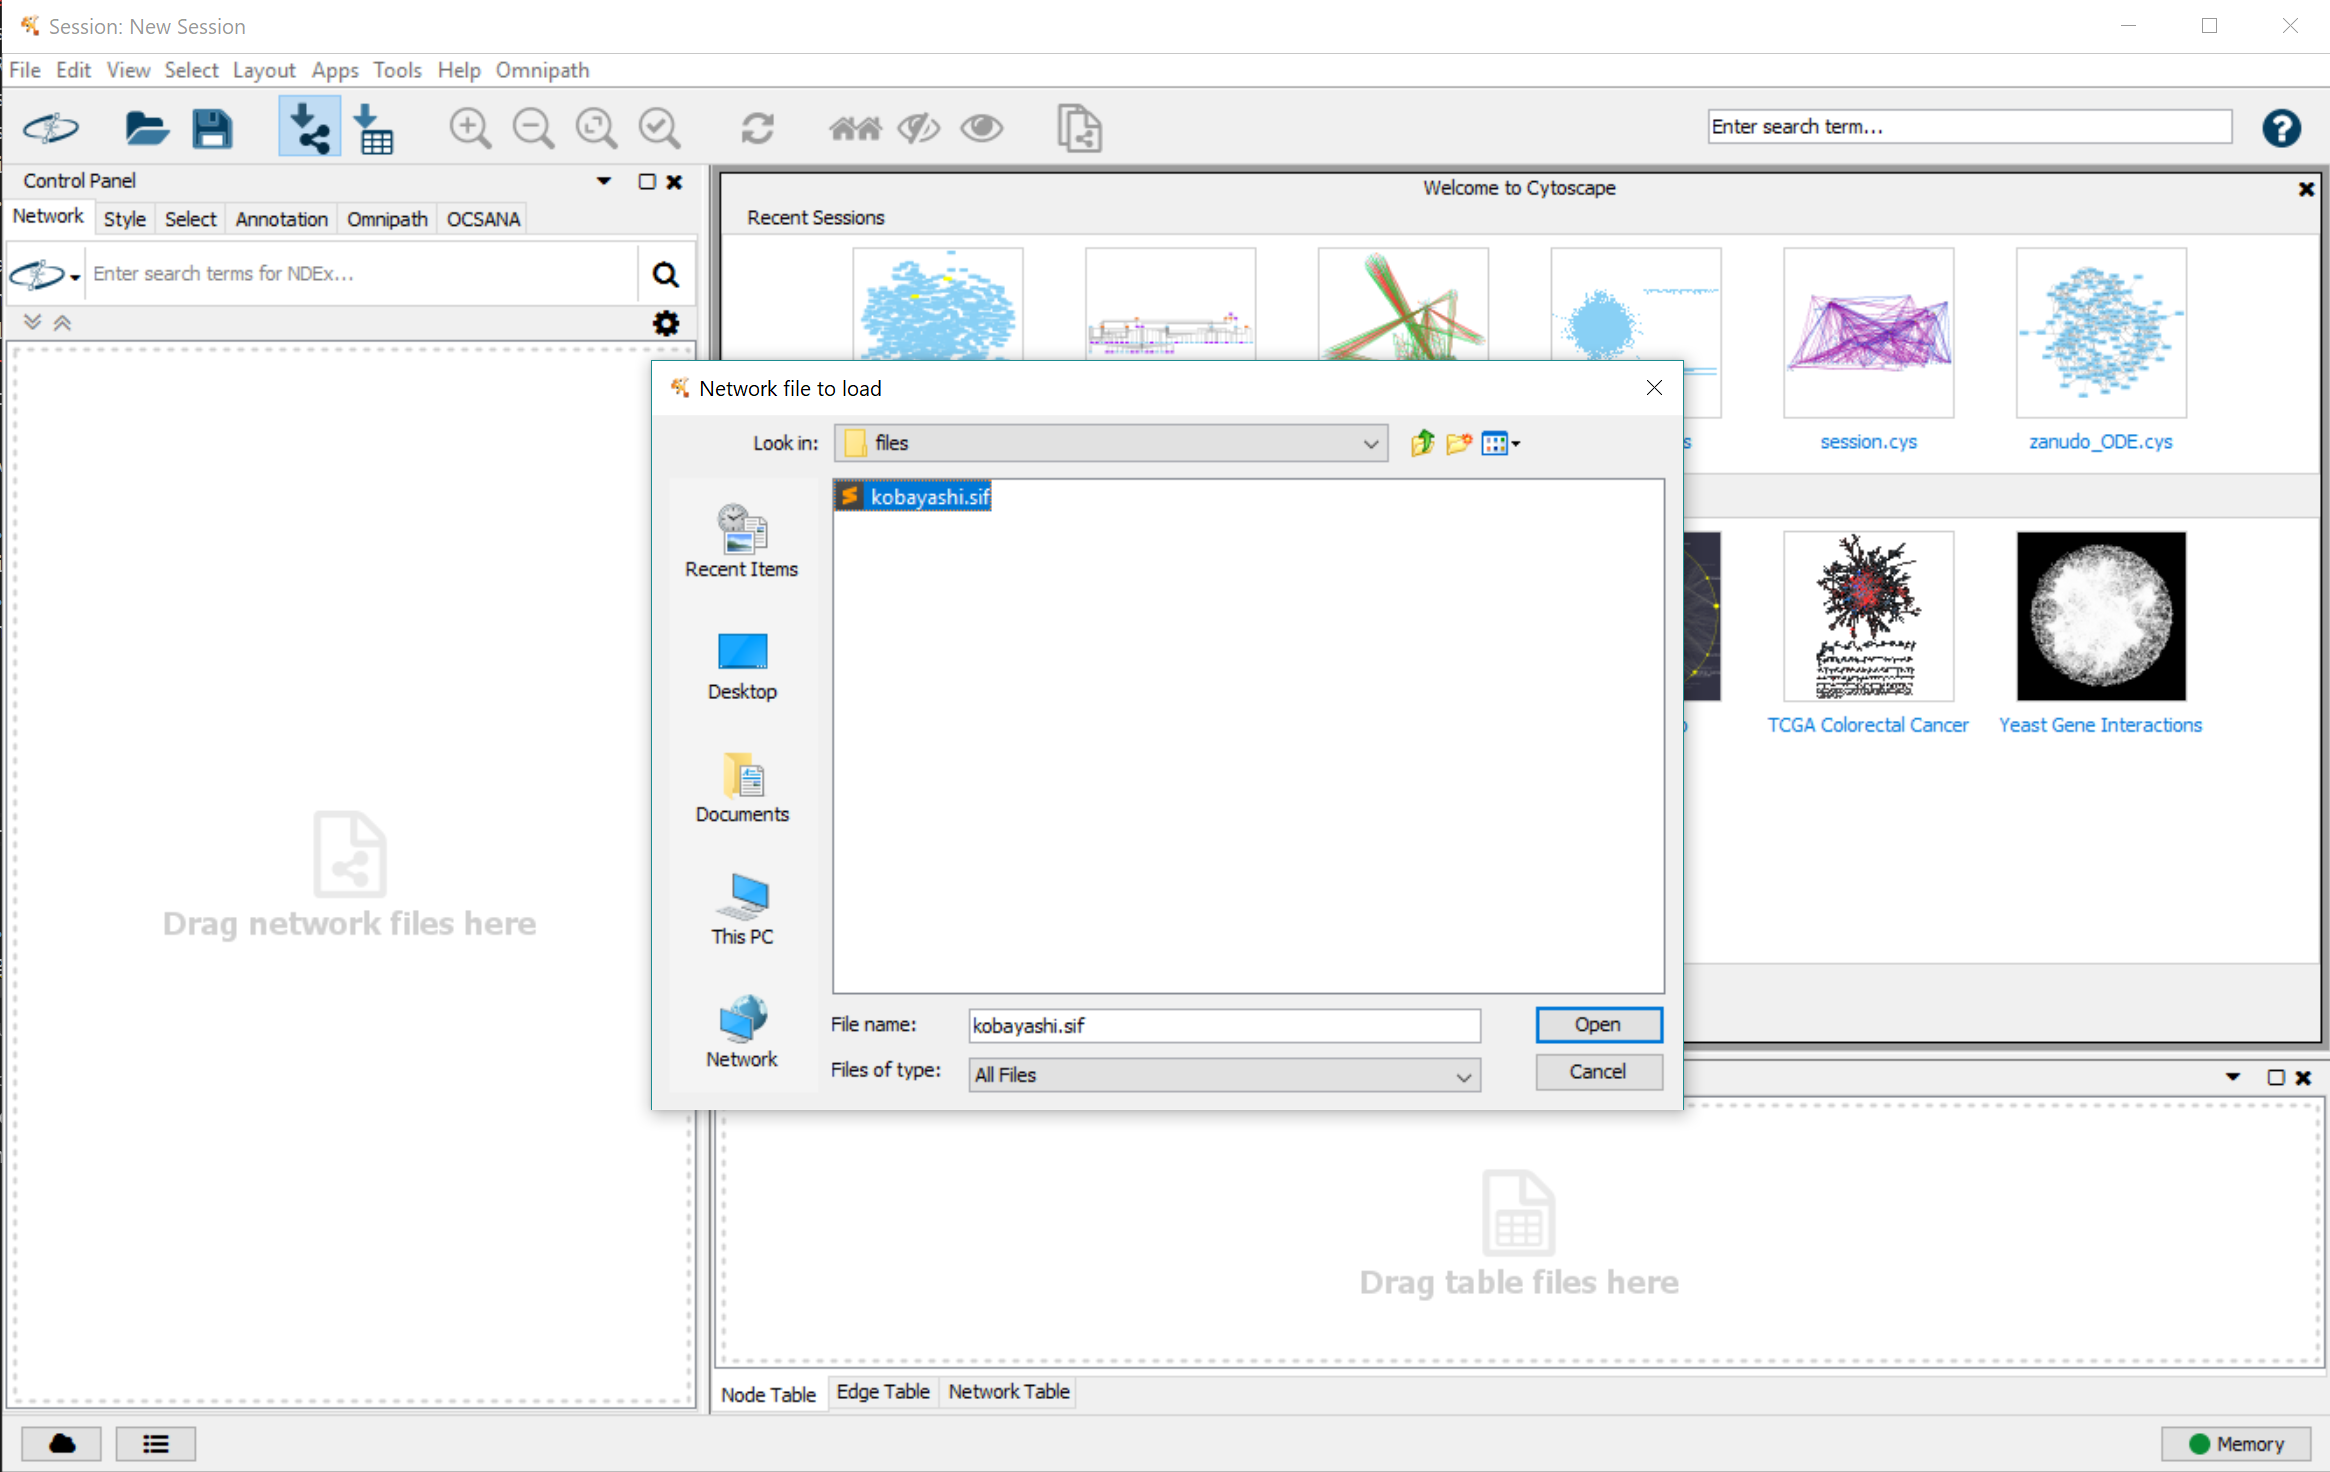 Session: New Session
File Edit View Select Layout Apps Tools Help Omnipath
Enter search term...
Control Panel
Network Style Select Annotation Omnipath OCSANA
Enter search terms for NDEx...
Drag network files here
Welcome to Cytoscape
Recent Sessions
s session.cys zanudo_ODE.cys
TCGA Colorectal Cancer Yeast Gene Interactions
Network file to load
Look in: files
kobayashi.sif
Recent Items
Desktop
Documents
This PC
Network
File name: kobayashi.sif Open
Files of type: All Files Cancel
Drag table files here
Node Table Edge Table Network Table
Memory